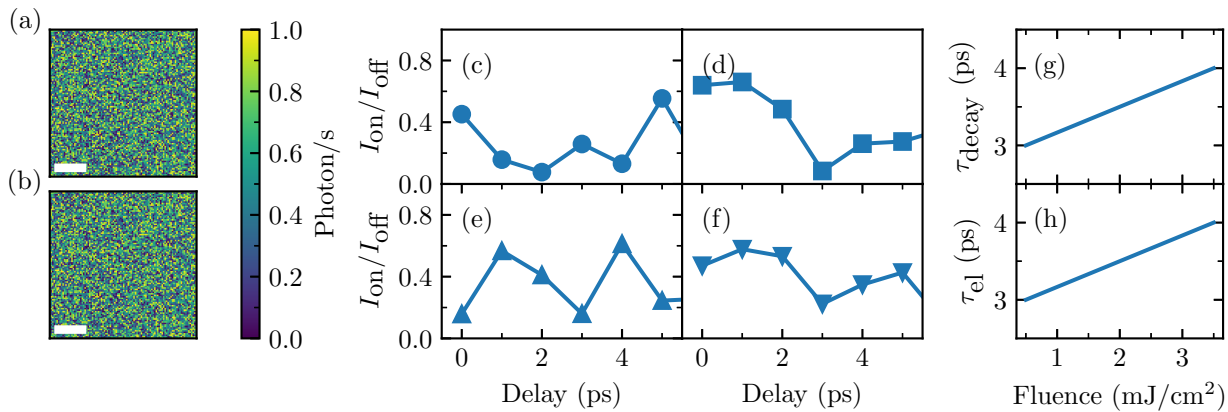 (a)
(b)
1.0
0.8
0.6
0.4
0.2
0.0
Photon/s
I_on/I_off
0.8
0.4
0.0
(c)
(d)
I_on/I_off
0.8
0.4
0.0
(e)
(f)
0 2 4
Delay (ps)
0 2 4
Delay (ps)
τ_decay (ps)
4
3
(g)
τ_el (ps)
4
3
(h)
1 2 3
Fluence (mJ/cm²)